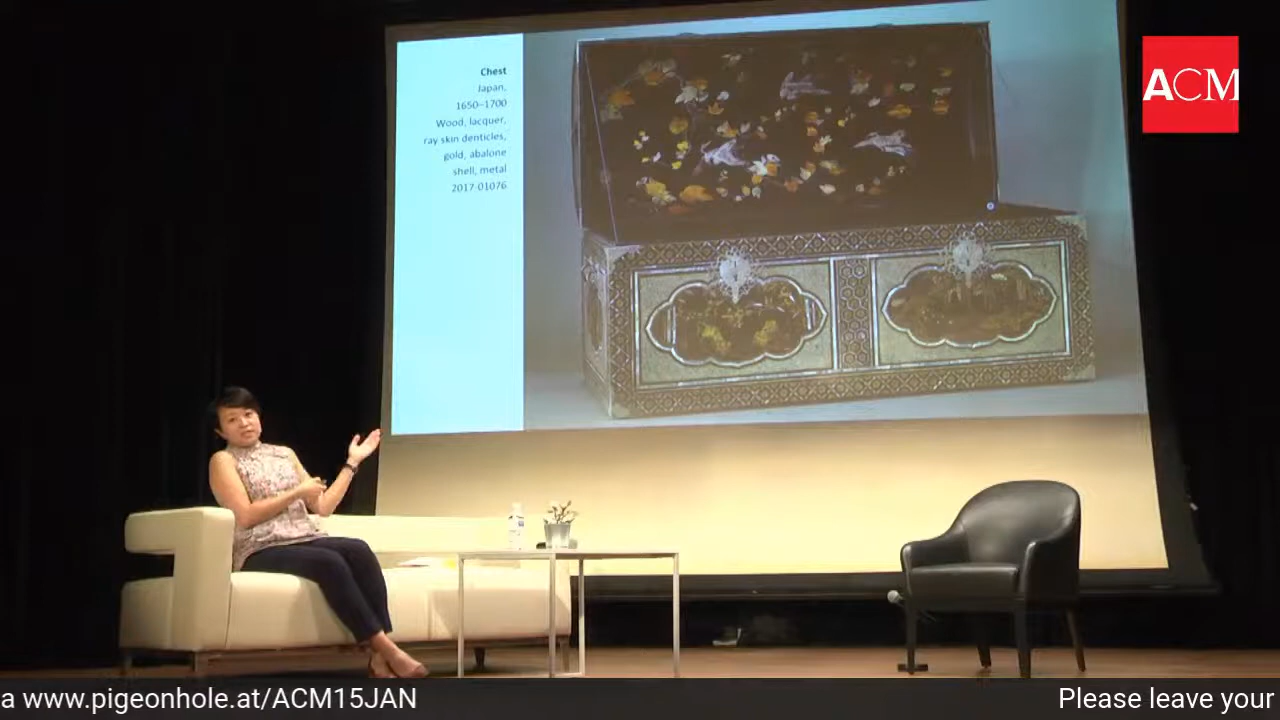 Chest
Japan,
1650–1700
Wood, lacquer,
ray skin denticles,
gold, abalone
shell, metal
2017-01076
ACM
a www.pigeonhole.at/ACM15JAN
Please leave your